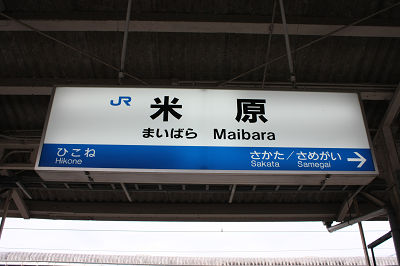 JR 米原
まいばら Maibara
ひこね さかた／さめがい →
Hikone Sakata Samegai